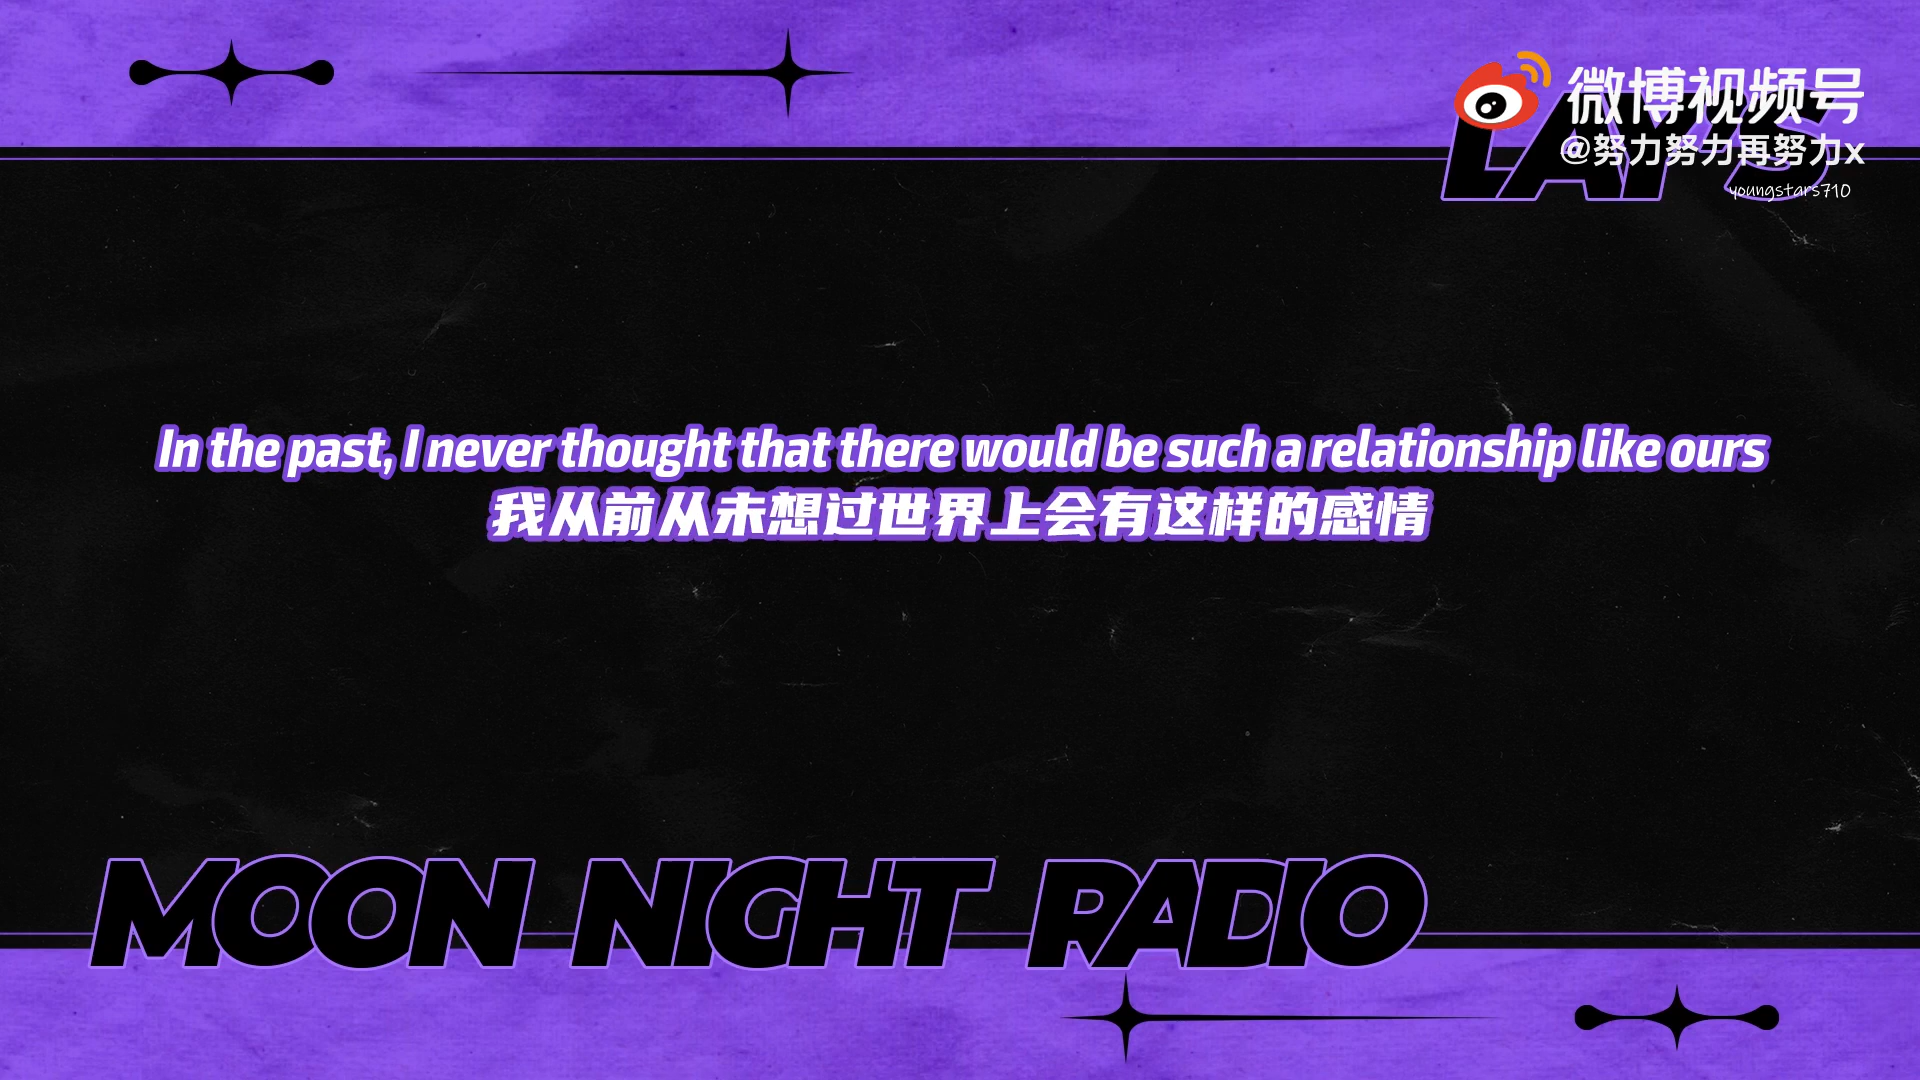 微博视频号
LAY'S
@努力努力再努力x
youngstars710
In the past, I never thought that there would be such a relationship like ours
我从前从未想过世界上会有这样的感情
MOON NIGHT RADIO